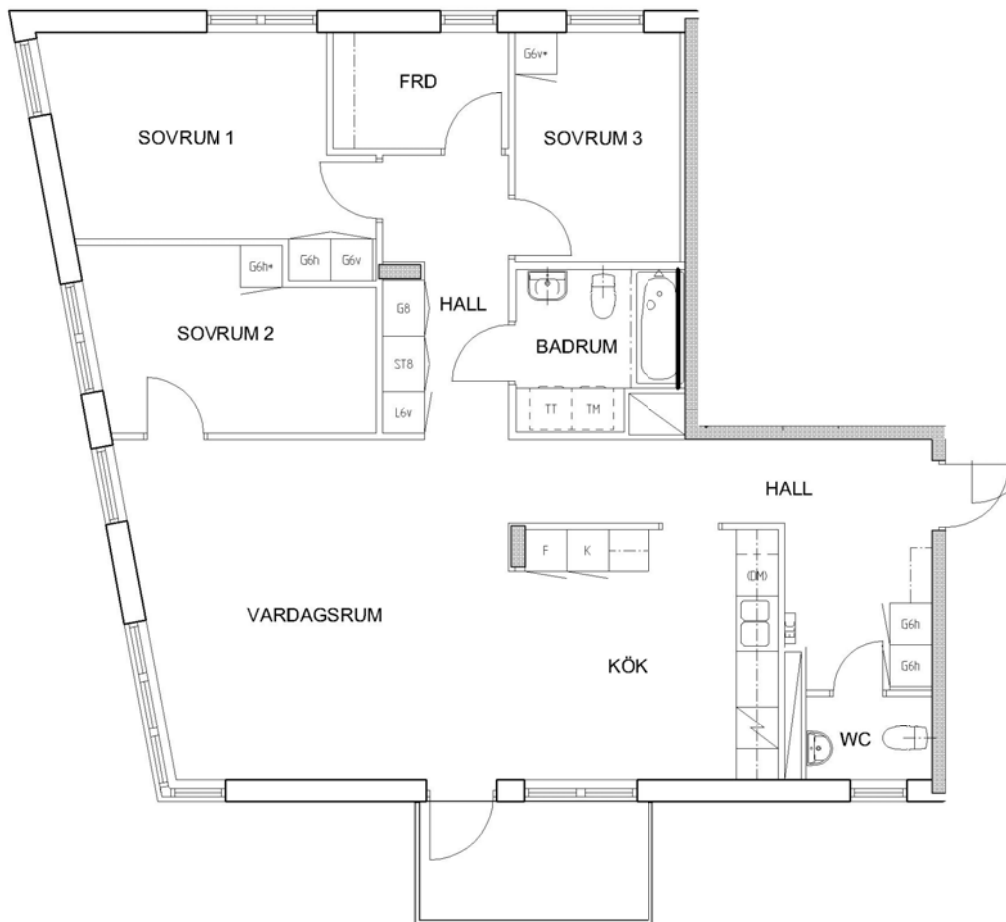 G6v*
FRD
SOVRUM 1
SOVRUM 3
G6h*
G6h
G6v
G8
HALL
SOVRUM 2
BADRUM
ST8
TT
TM
L6v
HALL
F
K
(DM)
VARDAGSRUM
ELC
G6h
KÖK
G6h
WC